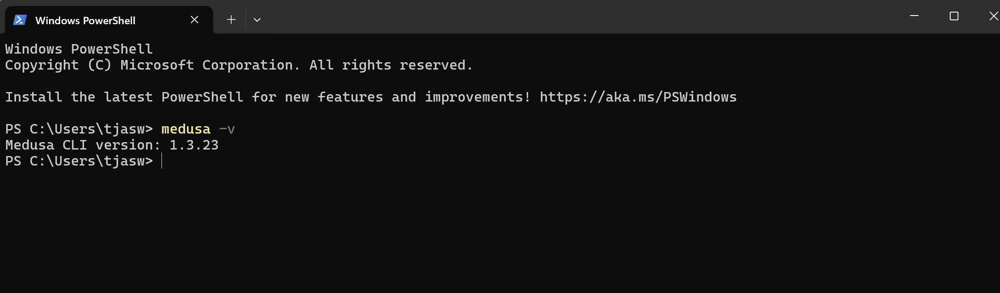 Windows PowerShell
Windows PowerShell
Copyright (C) Microsoft Corporation. All rights reserved.
Install the latest PowerShell for new features and improvements! https://aka.ms/PSWindows
PS C:\Users\tjasw> medusa -v
Medusa CLI version: 1.3.23
PS C:\Users\tjasw>